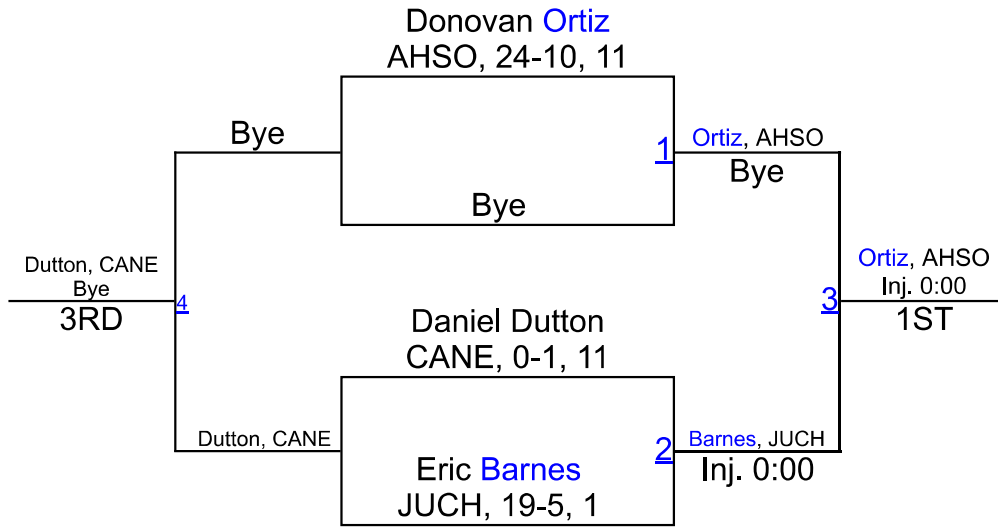 Donovan Ortiz
AHSO, 24-10, 11
Bye
1
Ortiz, AHSO
Bye
Bye
Dutton, CANE
Bye
3RD
4
Ortiz, AHSO
Inj. 0:00
1ST
3
Daniel Dutton
CANE, 0-1, 11
Dutton, CANE
2
Barnes, JUCH
Inj. 0:00
Eric Barnes
JUCH, 19-5, 1